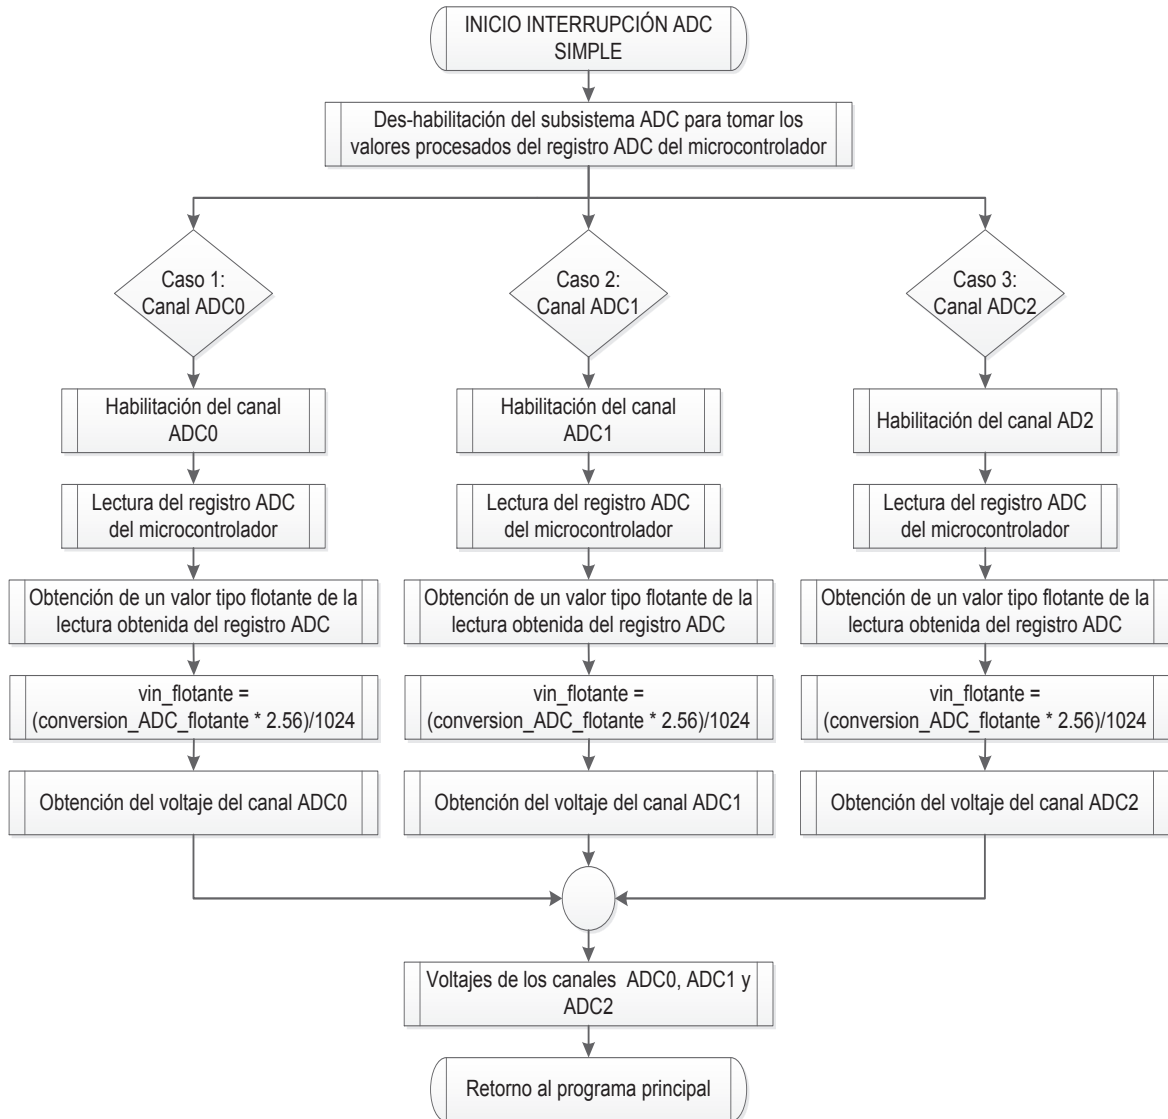 INICIO INTERRUPCIÓN ADC
SIMPLE
Des-habilitación del subsistema ADC para tomar los
valores procesados del registro ADC del microcontrolador
Caso 1:
Canal ADC0
Caso 2:
Canal ADC1
Caso 3:
Canal ADC2
Habilitación del canal
ADC0
Habilitación del canal
ADC1
Habilitación del canal AD2
Lectura del registro ADC
del microcontrolador
Lectura del registro ADC
del microcontrolador
Lectura del registro ADC
del microcontrolador
Obtención de un valor tipo flotante de la
lectura obtenida del registro ADC
Obtención de un valor tipo flotante de la
lectura obtenida del registro ADC
Obtención de un valor tipo flotante de la
lectura obtenida del registro ADC
vin_flotante =
(conversion_ADC_flotante * 2.56)/1024
vin_flotante =
(conversion_ADC_flotante * 2.56)/1024
vin_flotante =
(conversion_ADC_flotante * 2.56)/1024
Obtención del voltaje del canal ADC0
Obtención del voltaje del canal ADC1
Obtención del voltaje del canal ADC2
Voltajes de los canales ADC0, ADC1 y
ADC2
Retorno al programa principal